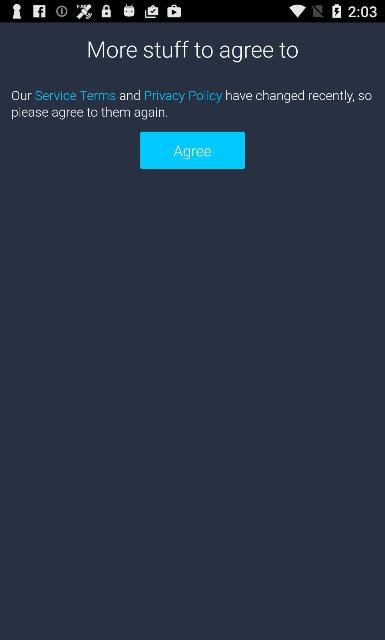 2:03
More stuff to agree to
Our Service Terms and Privacy Policy have changed recently, so
please agree to them again.
Agree